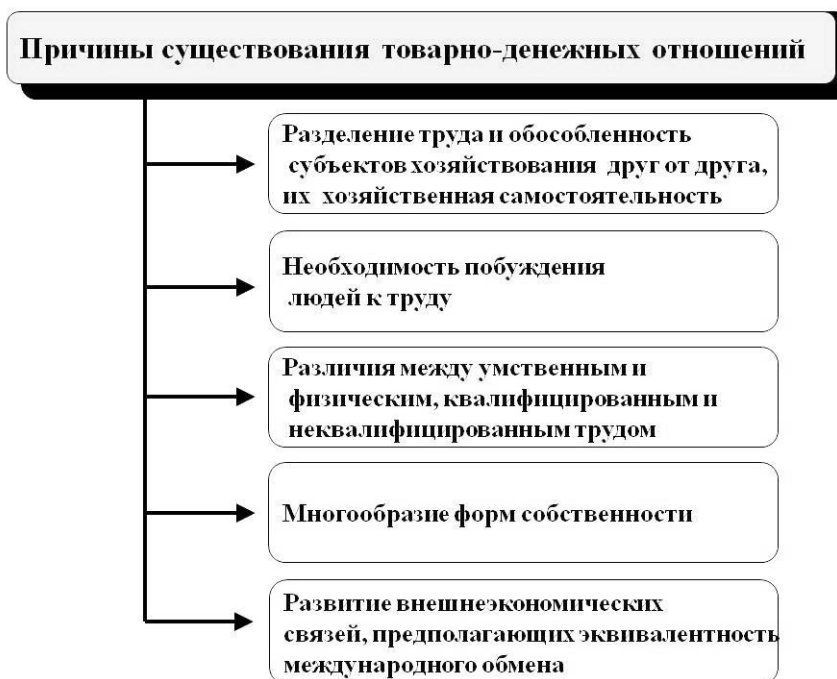 Причины существования товарно-денежных отношений
Разделение труда и обособленность
субъектов хозяйствования друг от друга,
их хозяйственная самостоятельность
Необходимость побуждения
людей к труду
Различия между умственным и
физическим, квалифицированным и
неквалифицированным трудом
Многообразие форм собственности
Развитие внешнеэкономических
связей, предполагающих эквивалентность
международного обмена